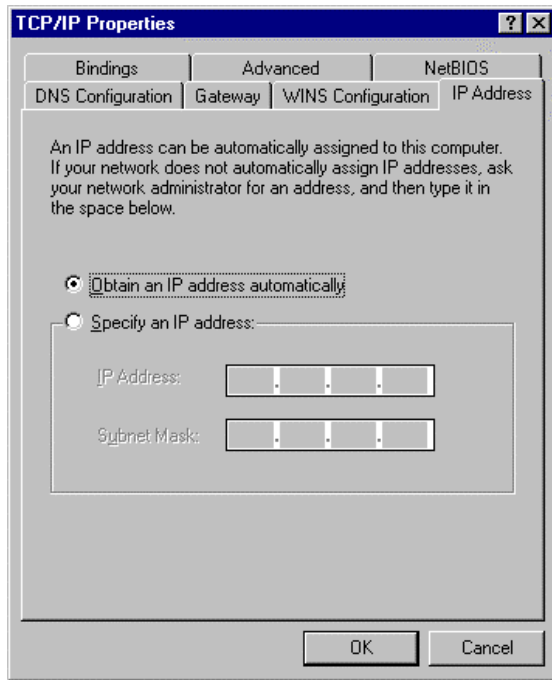 TCP/IP Properties
?
Bindings
Advanced
NetBIOS
DNS Configuration
Gateway
WINS Configuration
IP Address
An IP address can be automatically assigned to this computer.
If your network does not automatically assign IP addresses, ask
your network administrator for an address, and then type it in
the space below.
Obtain an IP address automatically
Specify an IP address:
IP Address:
. . .
Subnet Mask:
. . .
OK
Cancel